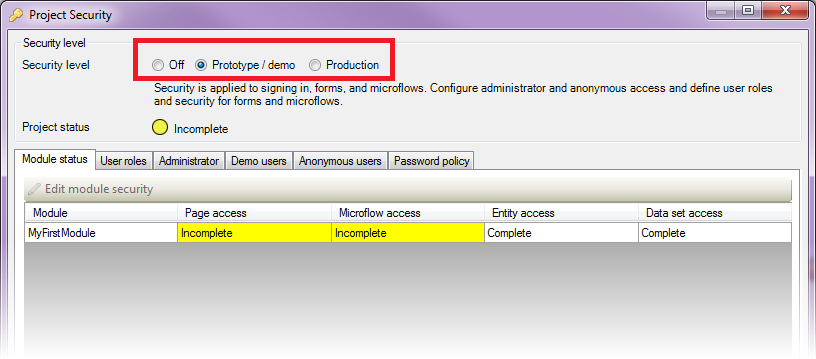 Project Security
Security level
Security level Off Prototype / demo Production
Security is applied to signing in, forms, and microflows. Configure administrator and anonymous access and define user roles
and security for forms and microflows.
Project status Incomplete
Module status User roles Administrator Demo users Anonymous users Password policy
Edit module security
Module Page access Microflow access Entity access Data set access
MyFirstModule Incomplete Incomplete Complete Complete